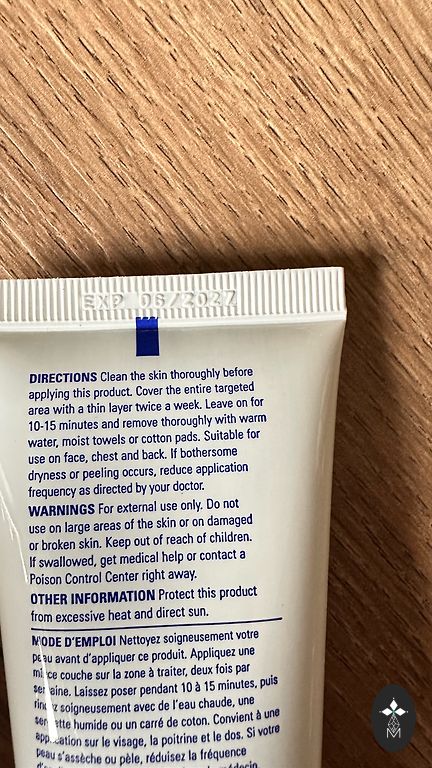 EXP 06/2027
DIRECTIONS Clean the skin thoroughly before
applying this product. Cover the entire targeted
area with a thin layer twice a week. Leave on for
10-15 minutes and remove thoroughly with warm
water, moist towels or cotton pads. Suitable for
use on face, chest and back. If bothersome
dryness or peeling occurs, reduce application
frequency as directed by your doctor.
WARNINGS For external use only. Do not
use on large areas of the skin or on damaged
or broken skin. Keep out of reach of children.
If swallowed, get medical help or contact a
Poison Control Center right away.
OTHER INFORMATION Protect this product
from excessive heat and direct sun.
MODE D'EMPLOI Nettoyez soigneusement votre
peau avant d'appliquer ce produit. Appliquez une
mince couche sur la zone à traiter, deux fois par
semaine. Laissez poser pendant 10 à 15 minutes, puis
rincez soigneusement avec de l'eau chaude, une
serviette humide ou un carré de coton. Convient à une
application sur le visage, la poitrine et le dos. Si votre
peau s'assèche ou pèle, réduisez la fréquence
médecin